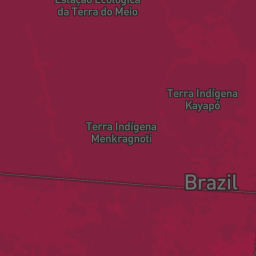 Estação Ecológica
da Terra do Meio
Terra Indígena
Kayapó
Terra Indígena
Menkragnoti
Brazil